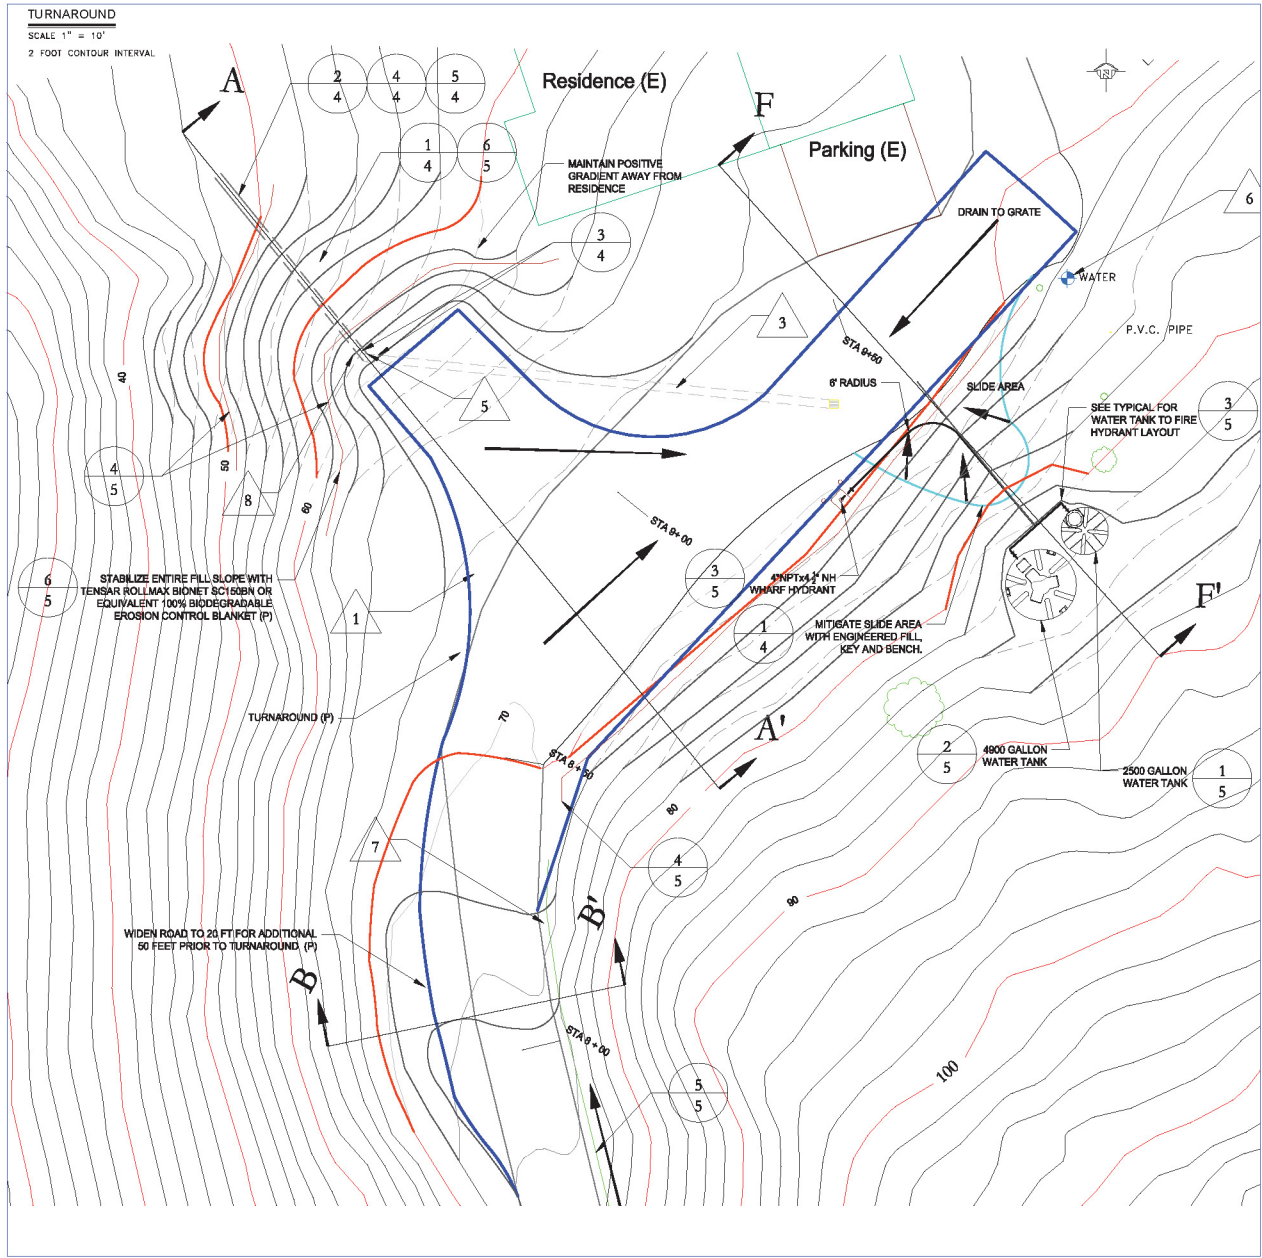 TURNAROUND
SCALE 1" = 10'
2 FOOT CONTOUR INTERVAL
A
2
4
4
4
5
4
Residence (E)
F
N
1
4
6
5
Parking (E)
MAINTAIN POSITIVE
GRADIENT AWAY FROM
RESIDENCE
6
DRAIN TO GRATE
3
4
WATER
3
P.V.C. PIPE
STA 9+50
40
6' RADIUS
SLIDE AREA
5
SEE TYPICAL FOR
WATER TANK TO FIRE
HYDRANT LAYOUT
3
5
4
5
50
8
60
STA 9+00
6
5
STABILIZE ENTIRE FILL SLOPE WITH
TENSAR ROLLMAX BIONET SC150BN OR
EQUIVALENT 100% BIODEGRADABLE
EROSION CONTROL BLANKET (P)
3
5
4"NPTx4 ½" NH
WHARF HYDRANT
F'
1
1
4
MITIGATE SLIDE AREA
WITH ENGINEERED FILL,
KEY AND BENCH.
TURNAROUND (P)
70
A'
STA 8 + 50
2
5
4900 GALLON
WATER TANK
2500 GALLON
WATER TANK
1
5
80
7
4
5
90
B'
WIDEN ROAD TO 20 FT FOR ADDITIONAL
50 FEET PRIOR TO TURNAROUND (P)
B
STA 8 + 00
100
5
5